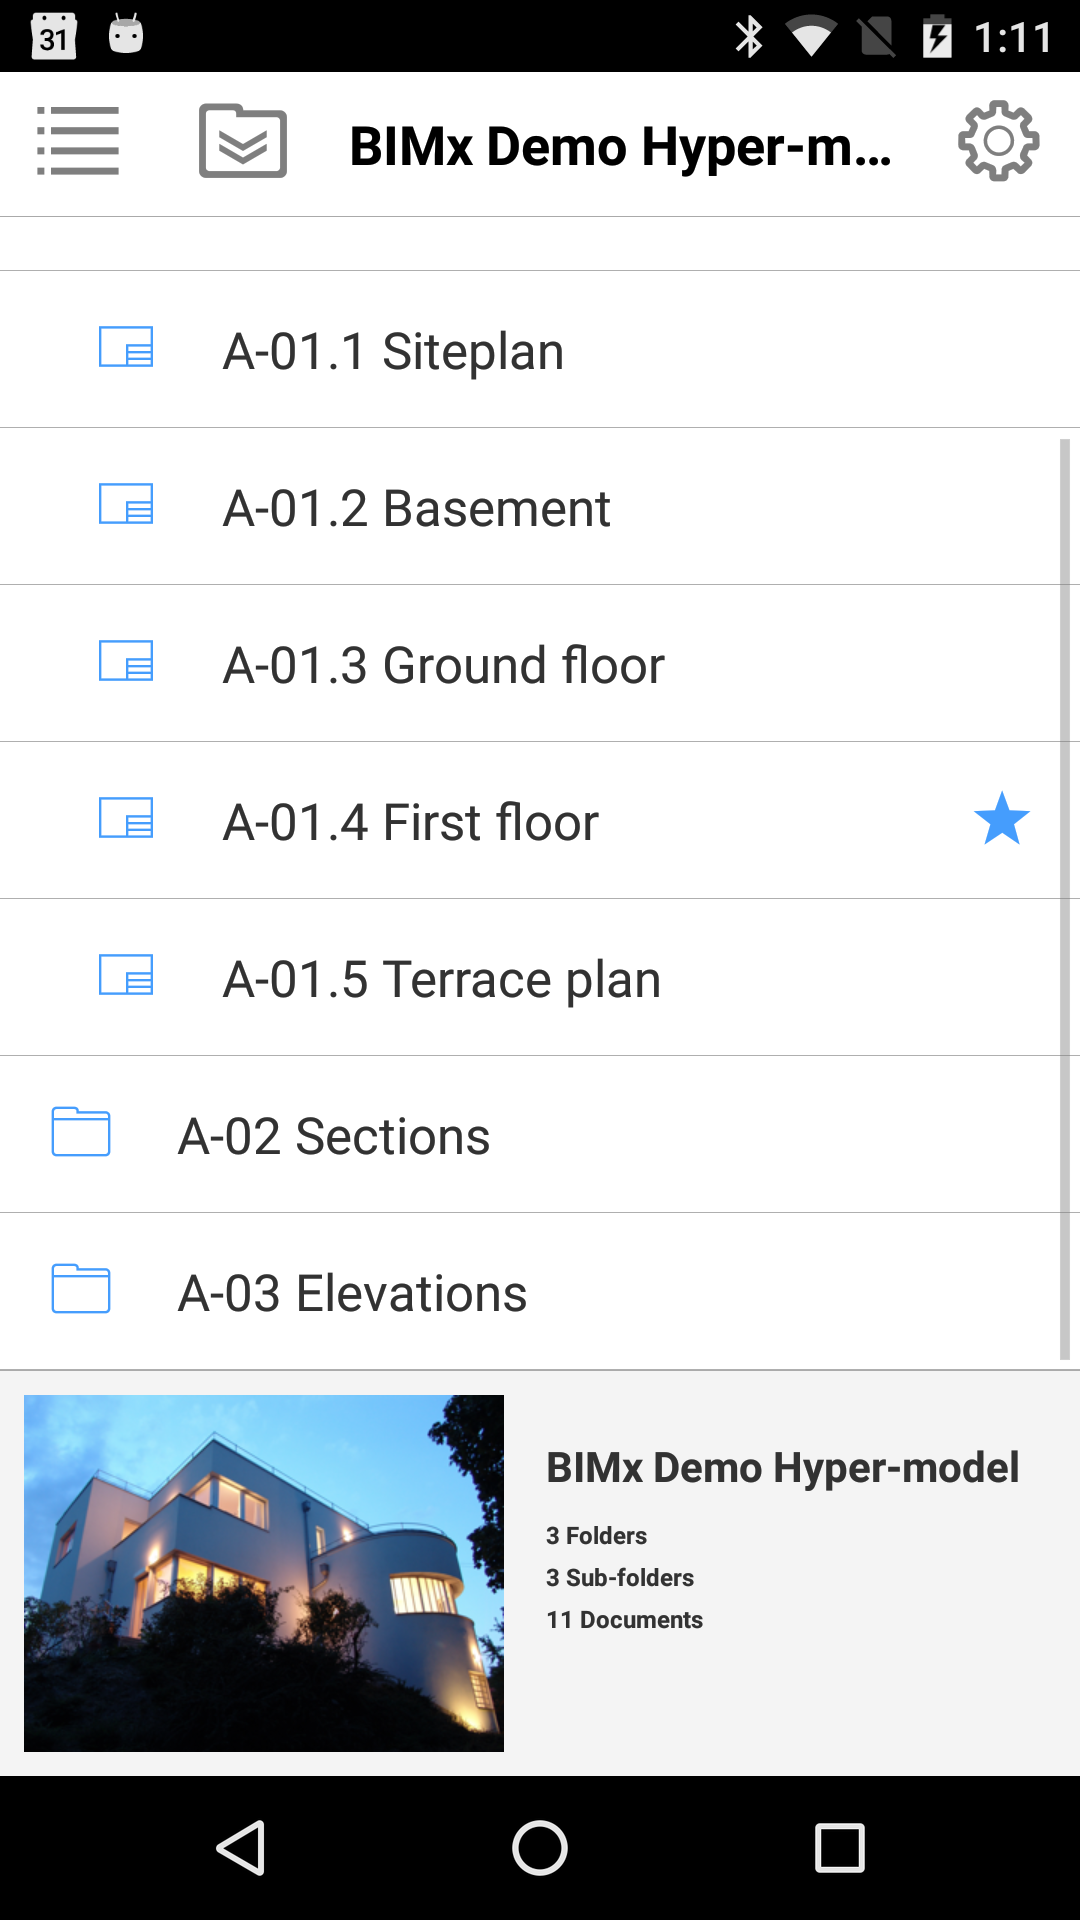 31
1:11
BIMx Demo Hyper-m...
A-01.1 Siteplan
A-01.2 Basement
A-01.3 Ground floor
A-01.4 First floor
A-01.5 Terrace plan
A-02 Sections
A-03 Elevations
BIMx Demo Hyper-model
3 Folders
3 Sub-folders
11 Documents